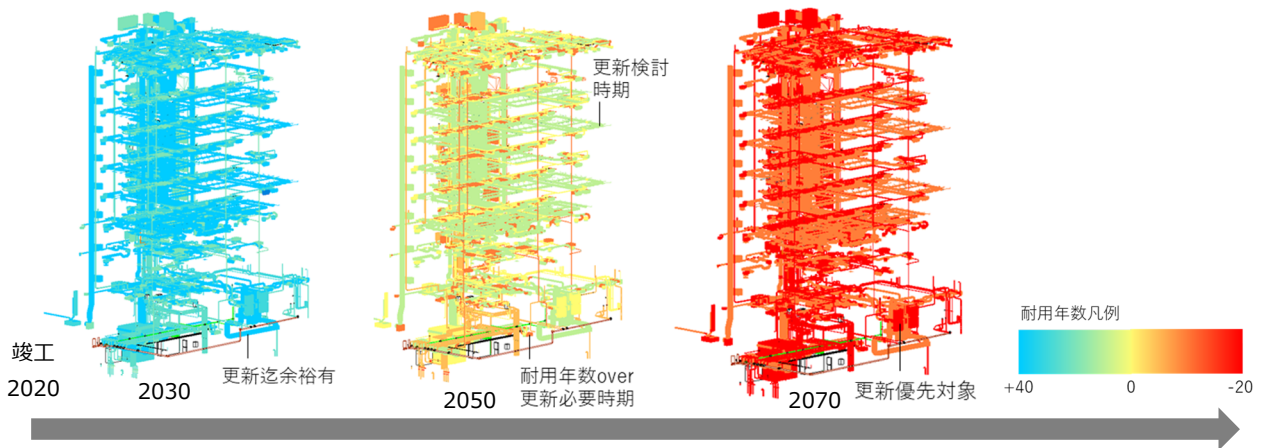 更新検討
時期
耐用年数凡例
+40
0
-20
竣工
2020
2030
更新迄余裕有
2050
耐用年数over
更新必要時期
2070
更新優先対象